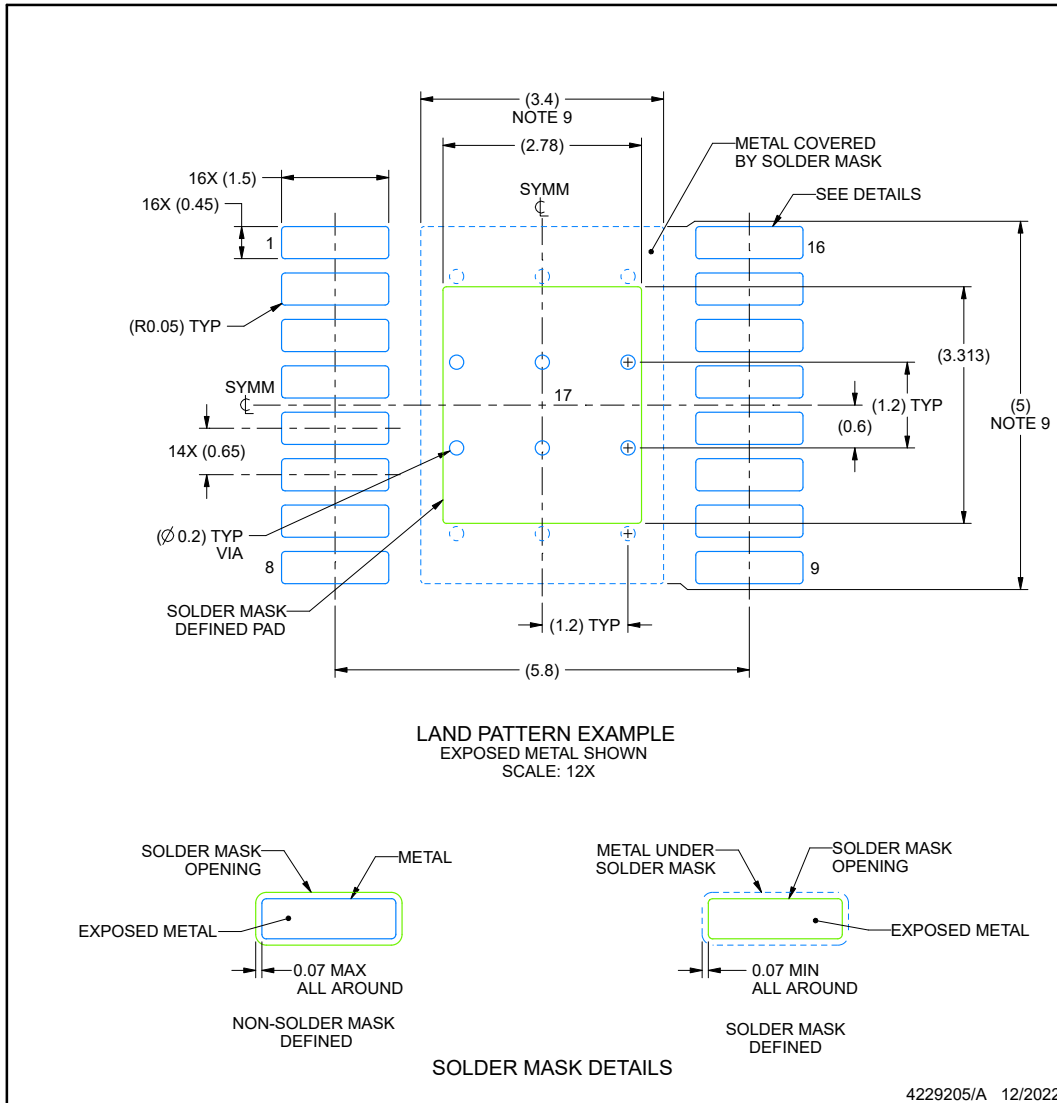 (3.4)
NOTE 9
(2.78)
METAL COVERED
BY SOLDER MASK
16X (1.5)
SYMM
℄
SEE DETAILS
16X (0.45)
1
16
(R0.05) TYP
(3.313)
SYMM
℄
17
(1.2) TYP
(5)
NOTE 9
(0.6)
14X (0.65)
(Ø 0.2) TYP
VIA
8
9
SOLDER MASK
DEFINED PAD
(1.2) TYP
(5.8)
LAND PATTERN EXAMPLE
EXPOSED METAL SHOWN
SCALE: 12X
SOLDER MASK
OPENING
METAL
EXPOSED METAL
0.07 MAX
ALL AROUND
NON-SOLDER MASK
DEFINED
METAL UNDER
SOLDER MASK
SOLDER MASK
OPENING
EXPOSED METAL
0.07 MIN
ALL AROUND
SOLDER MASK
DEFINED
SOLDER MASK DETAILS
4229205/A 12/2022